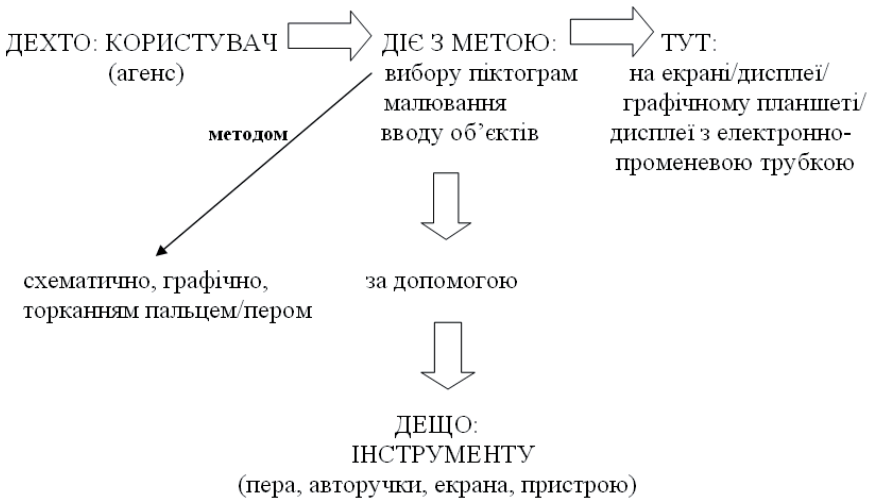 ДЕХТО: КОРИСТУВАЧ
(агенс)
ДІЄ З МЕТОЮ:
вибору піктограм
малювання
вводу об’єктів
ТУТ:
на екрані/дисплеї/
графічному планшеті/
дисплеї з електронно-
променевою трубкою
методом
схематично, графічно,
торканням пальцем/пером
за допомогою
ДЕЩО:
ІНСТРУМЕНТУ
(пера, авторучки, екрана, пристрою)